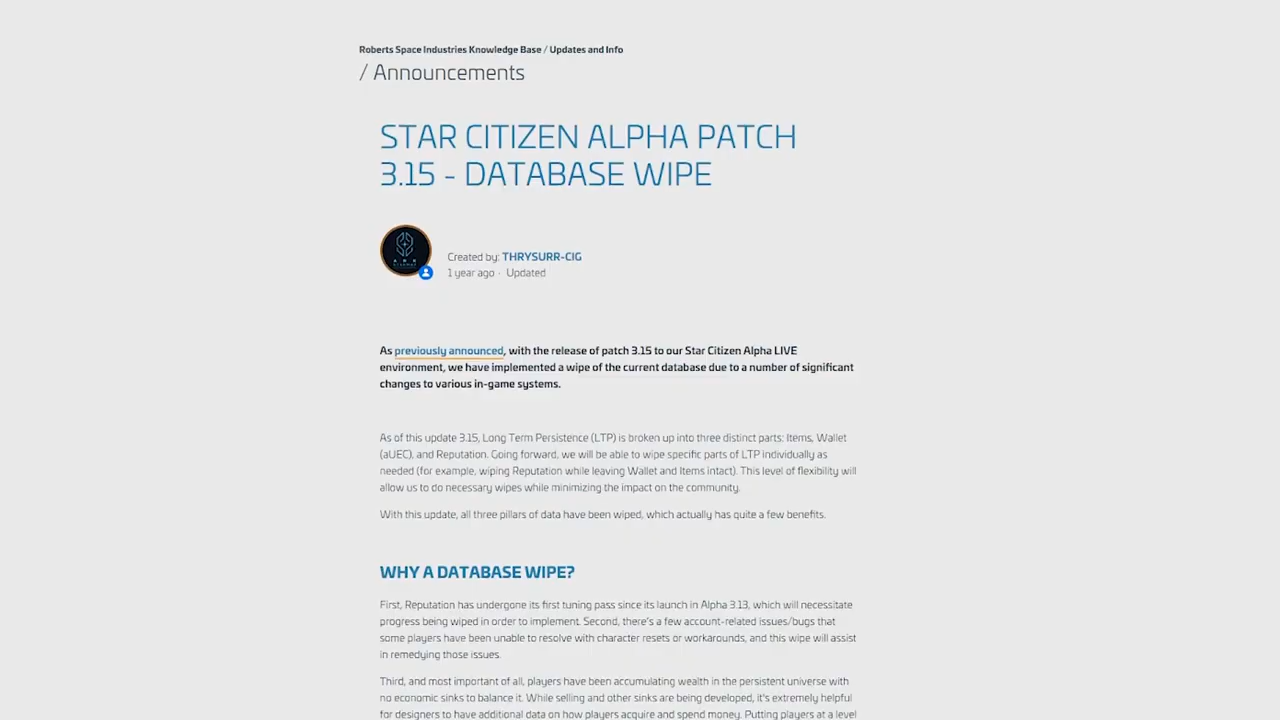 Roberts Space Industries Knowledge Base / Updates and Info
/ Announcements
STAR CITIZEN ALPHA PATCH
3.15 - DATABASE WIPE
Created by: THRYSURR-CIG
1 year ago · Updated
As previously announced, with the release of patch 3.15 to our Star Citizen Alpha LIVE
environment, we have implemented a wipe of the current database due to a number of significant
changes to various in-game systems.
As of this update 3.15, Long Term Persistence (LTP) is broken up into three distinct parts: Items, Wallet
(aUEC), and Reputation. Going forward, we will be able to wipe specific parts of LTP individually as
needed (for example, wiping Reputation while leaving Wallet and Items intact). This level of flexibility will
allow us to do necessary wipes while minimizing the impact on the community.
With this update, all three pillars of data have been wiped, which actually has quite a few benefits.
WHY A DATABASE WIPE?
First, Reputation has undergone its first tuning pass since its launch in Alpha 3.13, which will necessitate
progress being wiped in order to implement. Second, there's a few account-related issues/bugs that
some players have been unable to resolve with character resets or workarounds, and this wipe will assist
in remedying those issues.
Third, and most important of all, players have been accumulating wealth in the persistent universe with
no economic sinks to balance it. While selling and other sinks are being developed, it's extremely helpful
for designers to have additional data on how players acquire and spend money. Putting players at a level